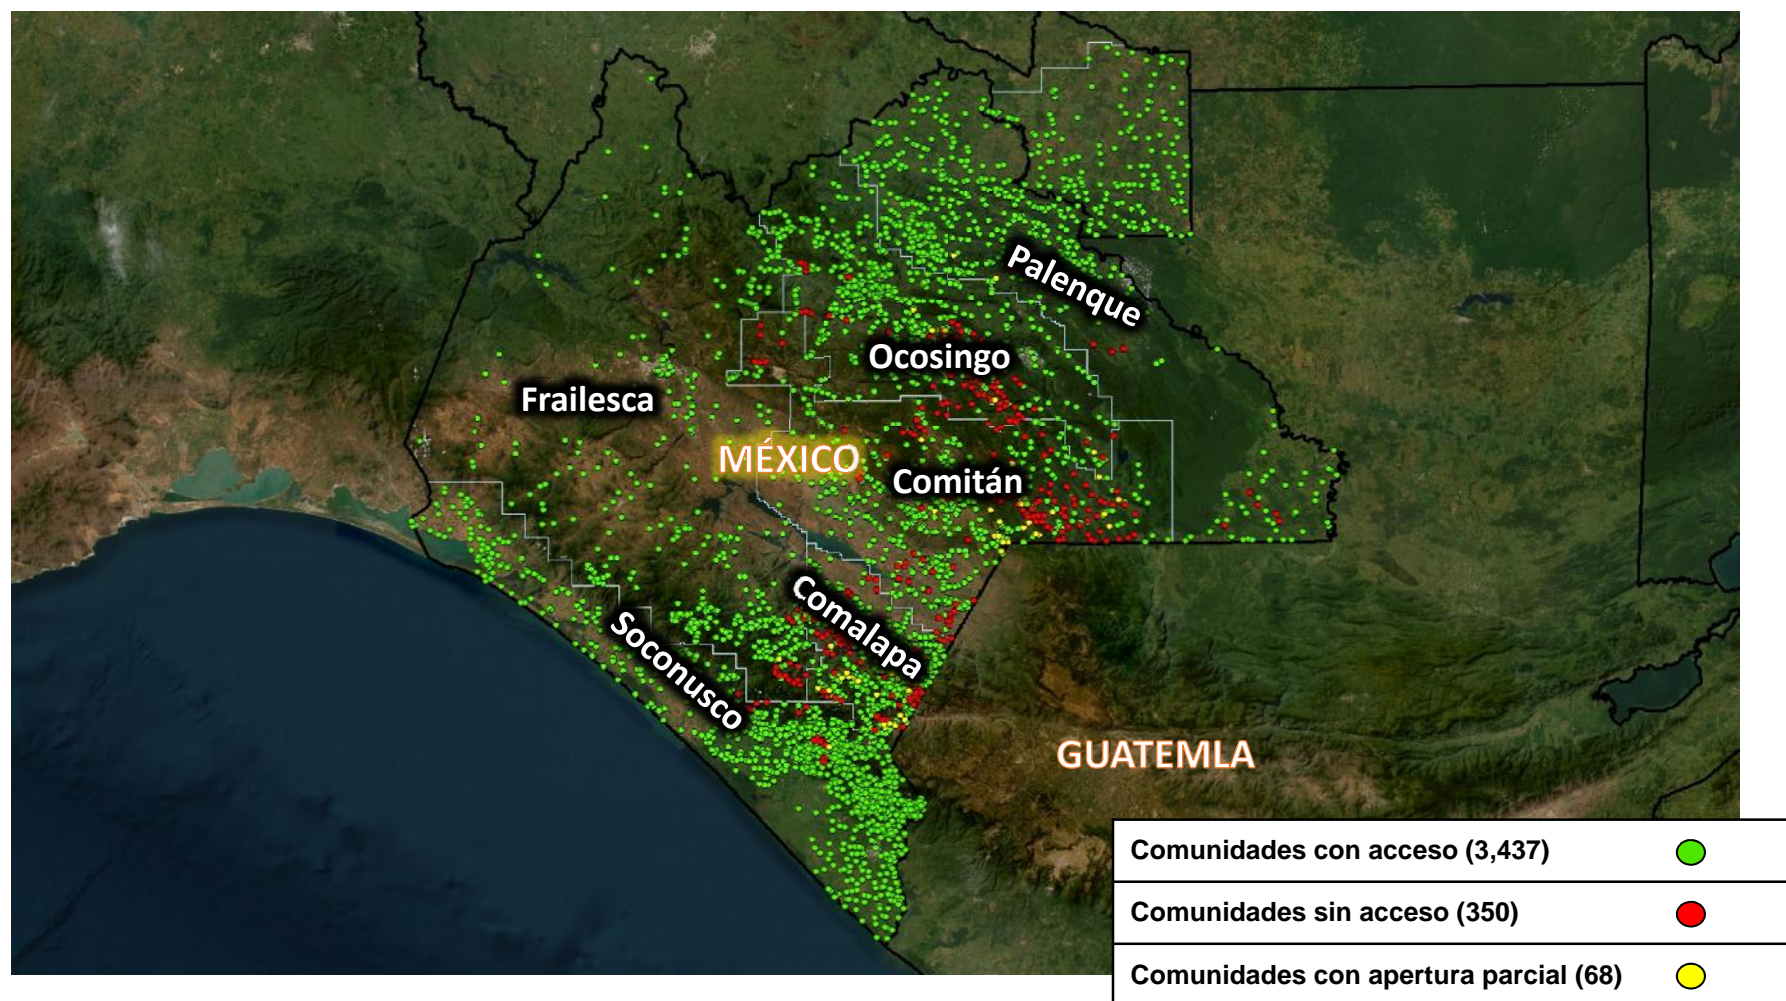 Palenque
Ocosingo
Frailesca
MÉXICO
Comitán
Comalapa
Soconusco
GUATEMLA
Comunidades con acceso (3,437)
Comunidades sin acceso (350)
Comunidades con apertura parcial (68)